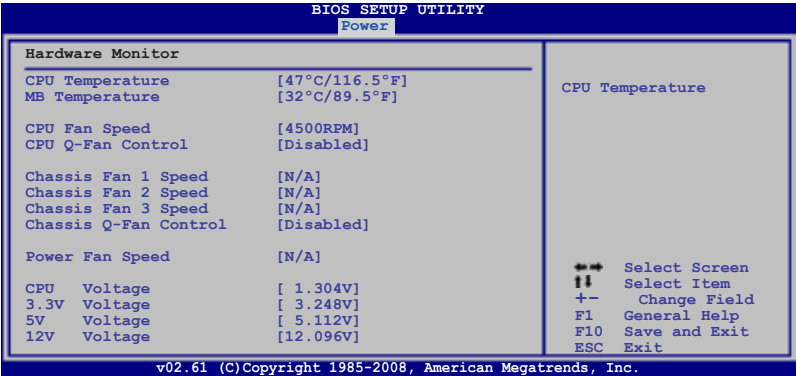 BIOS SETUP UTILITY
Power
Hardware Monitor
CPU Temperature [47°C/116.5°F]
MB Temperature [32°C/89.5°F]
CPU Fan Speed [4500RPM]
CPU Q-Fan Control [Disabled]
Chassis Fan 1 Speed [N/A]
Chassis Fan 2 Speed [N/A]
Chassis Fan 3 Speed [N/A]
Chassis Q-Fan Control [Disabled]
Power Fan Speed [N/A]
CPU Voltage [ 1.304V]
3.3V Voltage [ 3.248V]
5V Voltage [ 5.112V]
12V Voltage [12.096V]
CPU Temperature
←→ Select Screen
↑↓ Select Item
+- Change Field
F1 General Help
F10 Save and Exit
ESC Exit
v02.61 (C)Copyright 1985-2008, American Megatrends, Inc.